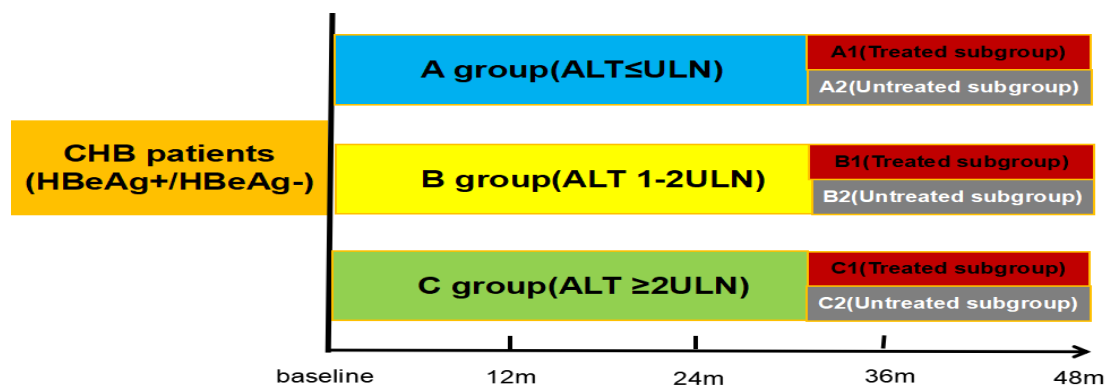 A group(ALT≤ULN)
A1(Treated subgroup)
A2(Untreated subgroup)
CHB patients
(HBeAg+/HBeAg-)
B group(ALT 1-2ULN)
B1(Treated subgroup)
B2(Untreated subgroup)
C group(ALT ≥2ULN)
C1(Treated subgroup)
C2(Untreated subgroup)
baseline 12m 24m 36m 48m